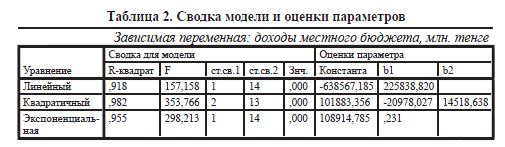 Таблица 2. Сводка модели и оценки параметров
Зависимая переменная: доходы местного бюджета, млн. тенге
Уравнение Сводка для модели Оценки параметра
R-квадрат F ст.св.1 ст.св.2 Знч. Константа b1 b2
Линейный ,918 157,158 1 14 ,000 -638567,185 225838,820
Квадратичный ,982 353,766 2 13 ,000 101883,356 -20978,027 14518,638
Экспоненциаль-
ная ,955 298,213 1 14 ,000 108914,785 ,231